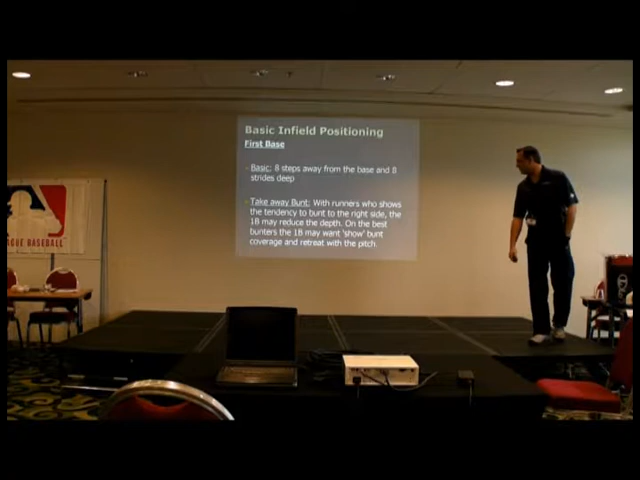 Basic Infield Positioning
First Base
Basic: 8 steps away from the base and 8
strides deep
Take away Bunt: With runners who shows
the tendency to bunt to the right side, the
1B may reduce the depth. On the best
bunters the 1B may want 'show' bunt
coverage and retreat with the pitch.
AGUE BASEBALL